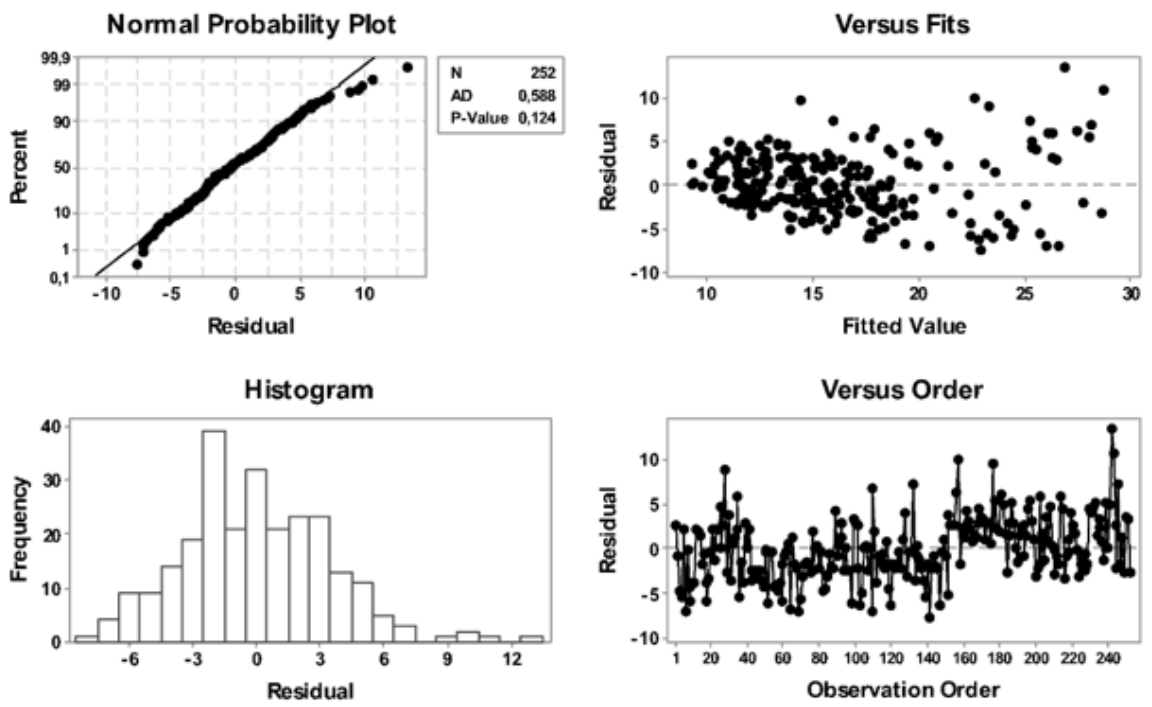 Normal Probability Plot
99,9
99
90
50
10
1
0,1
Percent
-10 -5 0 5 10
Residual
N 252
AD 0,588
P-Value 0,124
Versus Fits
10
5
0
-5
-10
Residual
10 15 20 25 30
Fitted Value
Histogram
40
30
20
10
0
Frequency
-6 -3 0 3 6 9 12
Residual
Versus Order
10
5
0
-5
-10
Residual
1 20 40 60 80 100 120 140 160 180 200 220 240
Observation Order